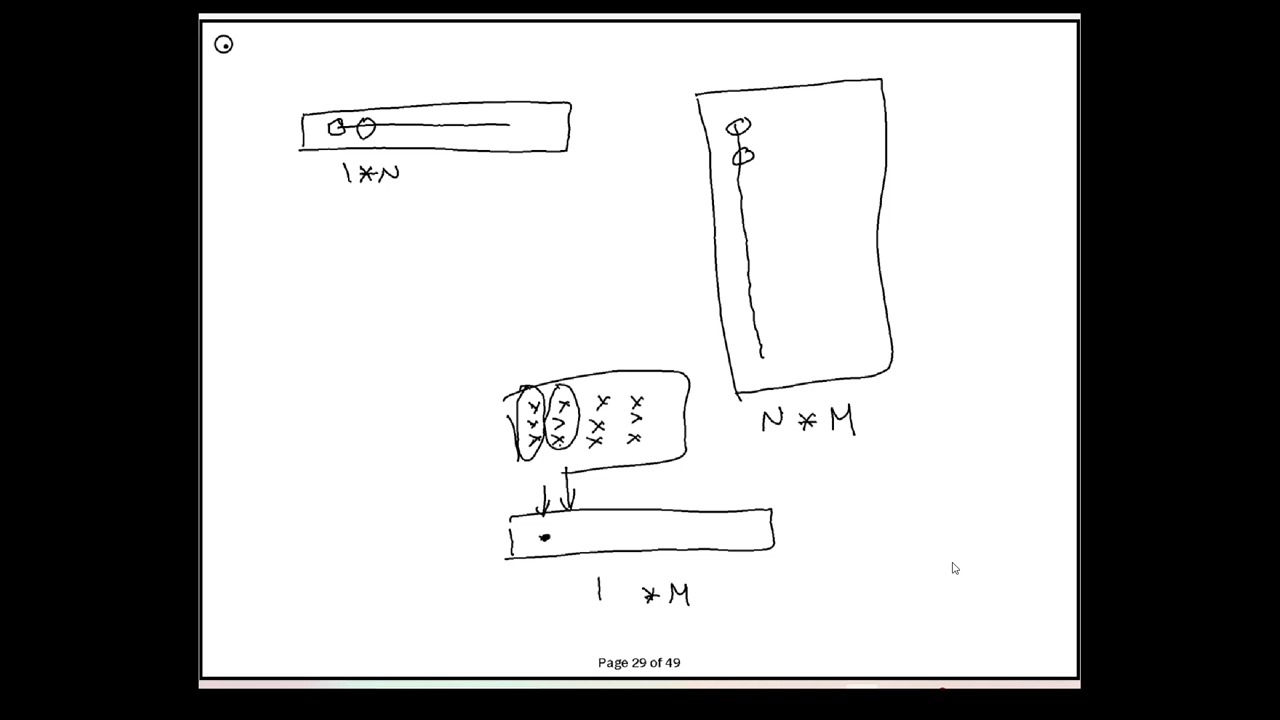 1*N
N * M
x x x x
x ^ x ^
x x x x
1 *M
Page 29 of 49